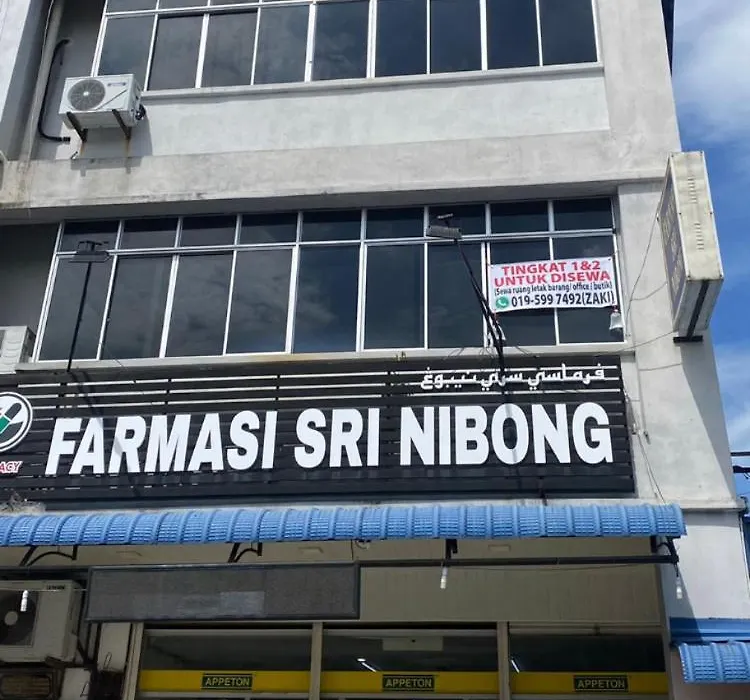 TINGKAT 1&2
UNTUK DISEWA
(Sewa ruang letak barang/ office / butik)
019-599 7492(ZAKI)
فرماسي سري نيبوڠ
FARMASI SRI NIBONG
ACY
APPETON
APPETON
APPETON